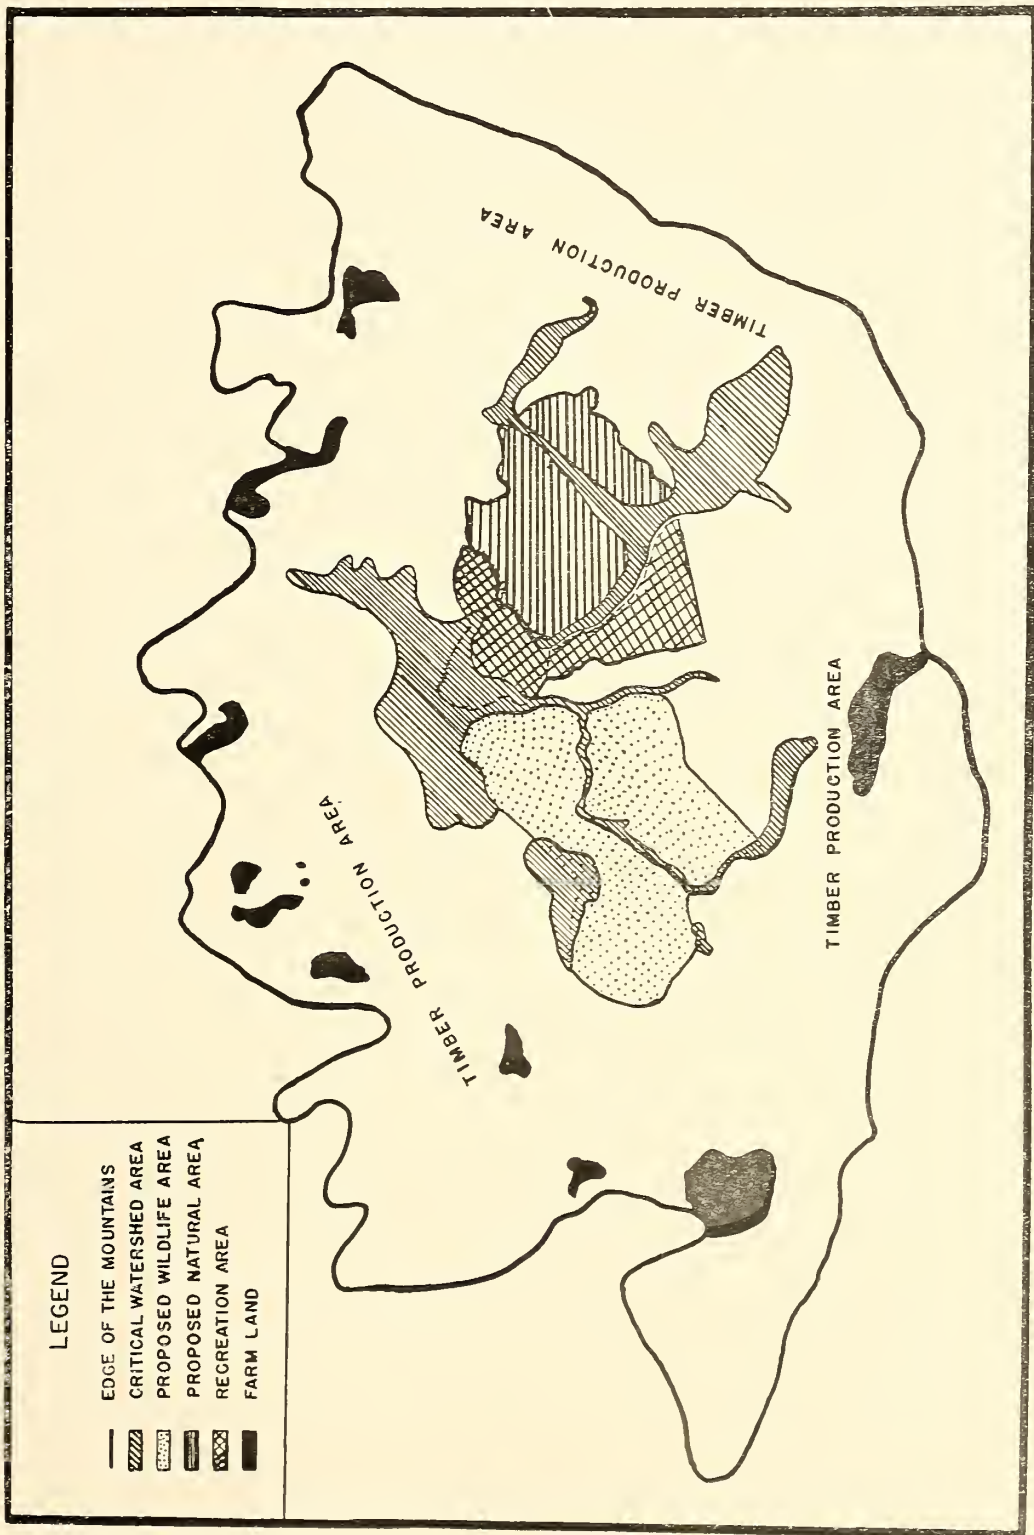 LEGEND
EDGE OF THE MOUNTAINS
CRITICAL WATERSHED AREA
PROPOSED WILDLIFE AREA
PROPOSED NATURAL AREA
RECREATION AREA
FARM LAND
TIMBER PRODUCTION AREA
TIMBER PRODUCTION AREA
TIMBER PRODUCTION AREA